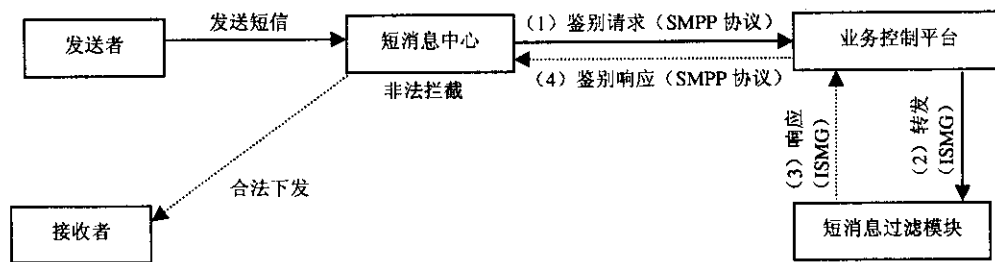 发送者
发送短信
短消息中心
非法拦截
(1) 鉴别请求（SMPP 协议）
(4) 鉴别响应（SMPP 协议）
业务控制平台
(3) 响应
(ISMG)
(2) 转发
(ISMG)
合法下发
接收者
短消息过滤模块